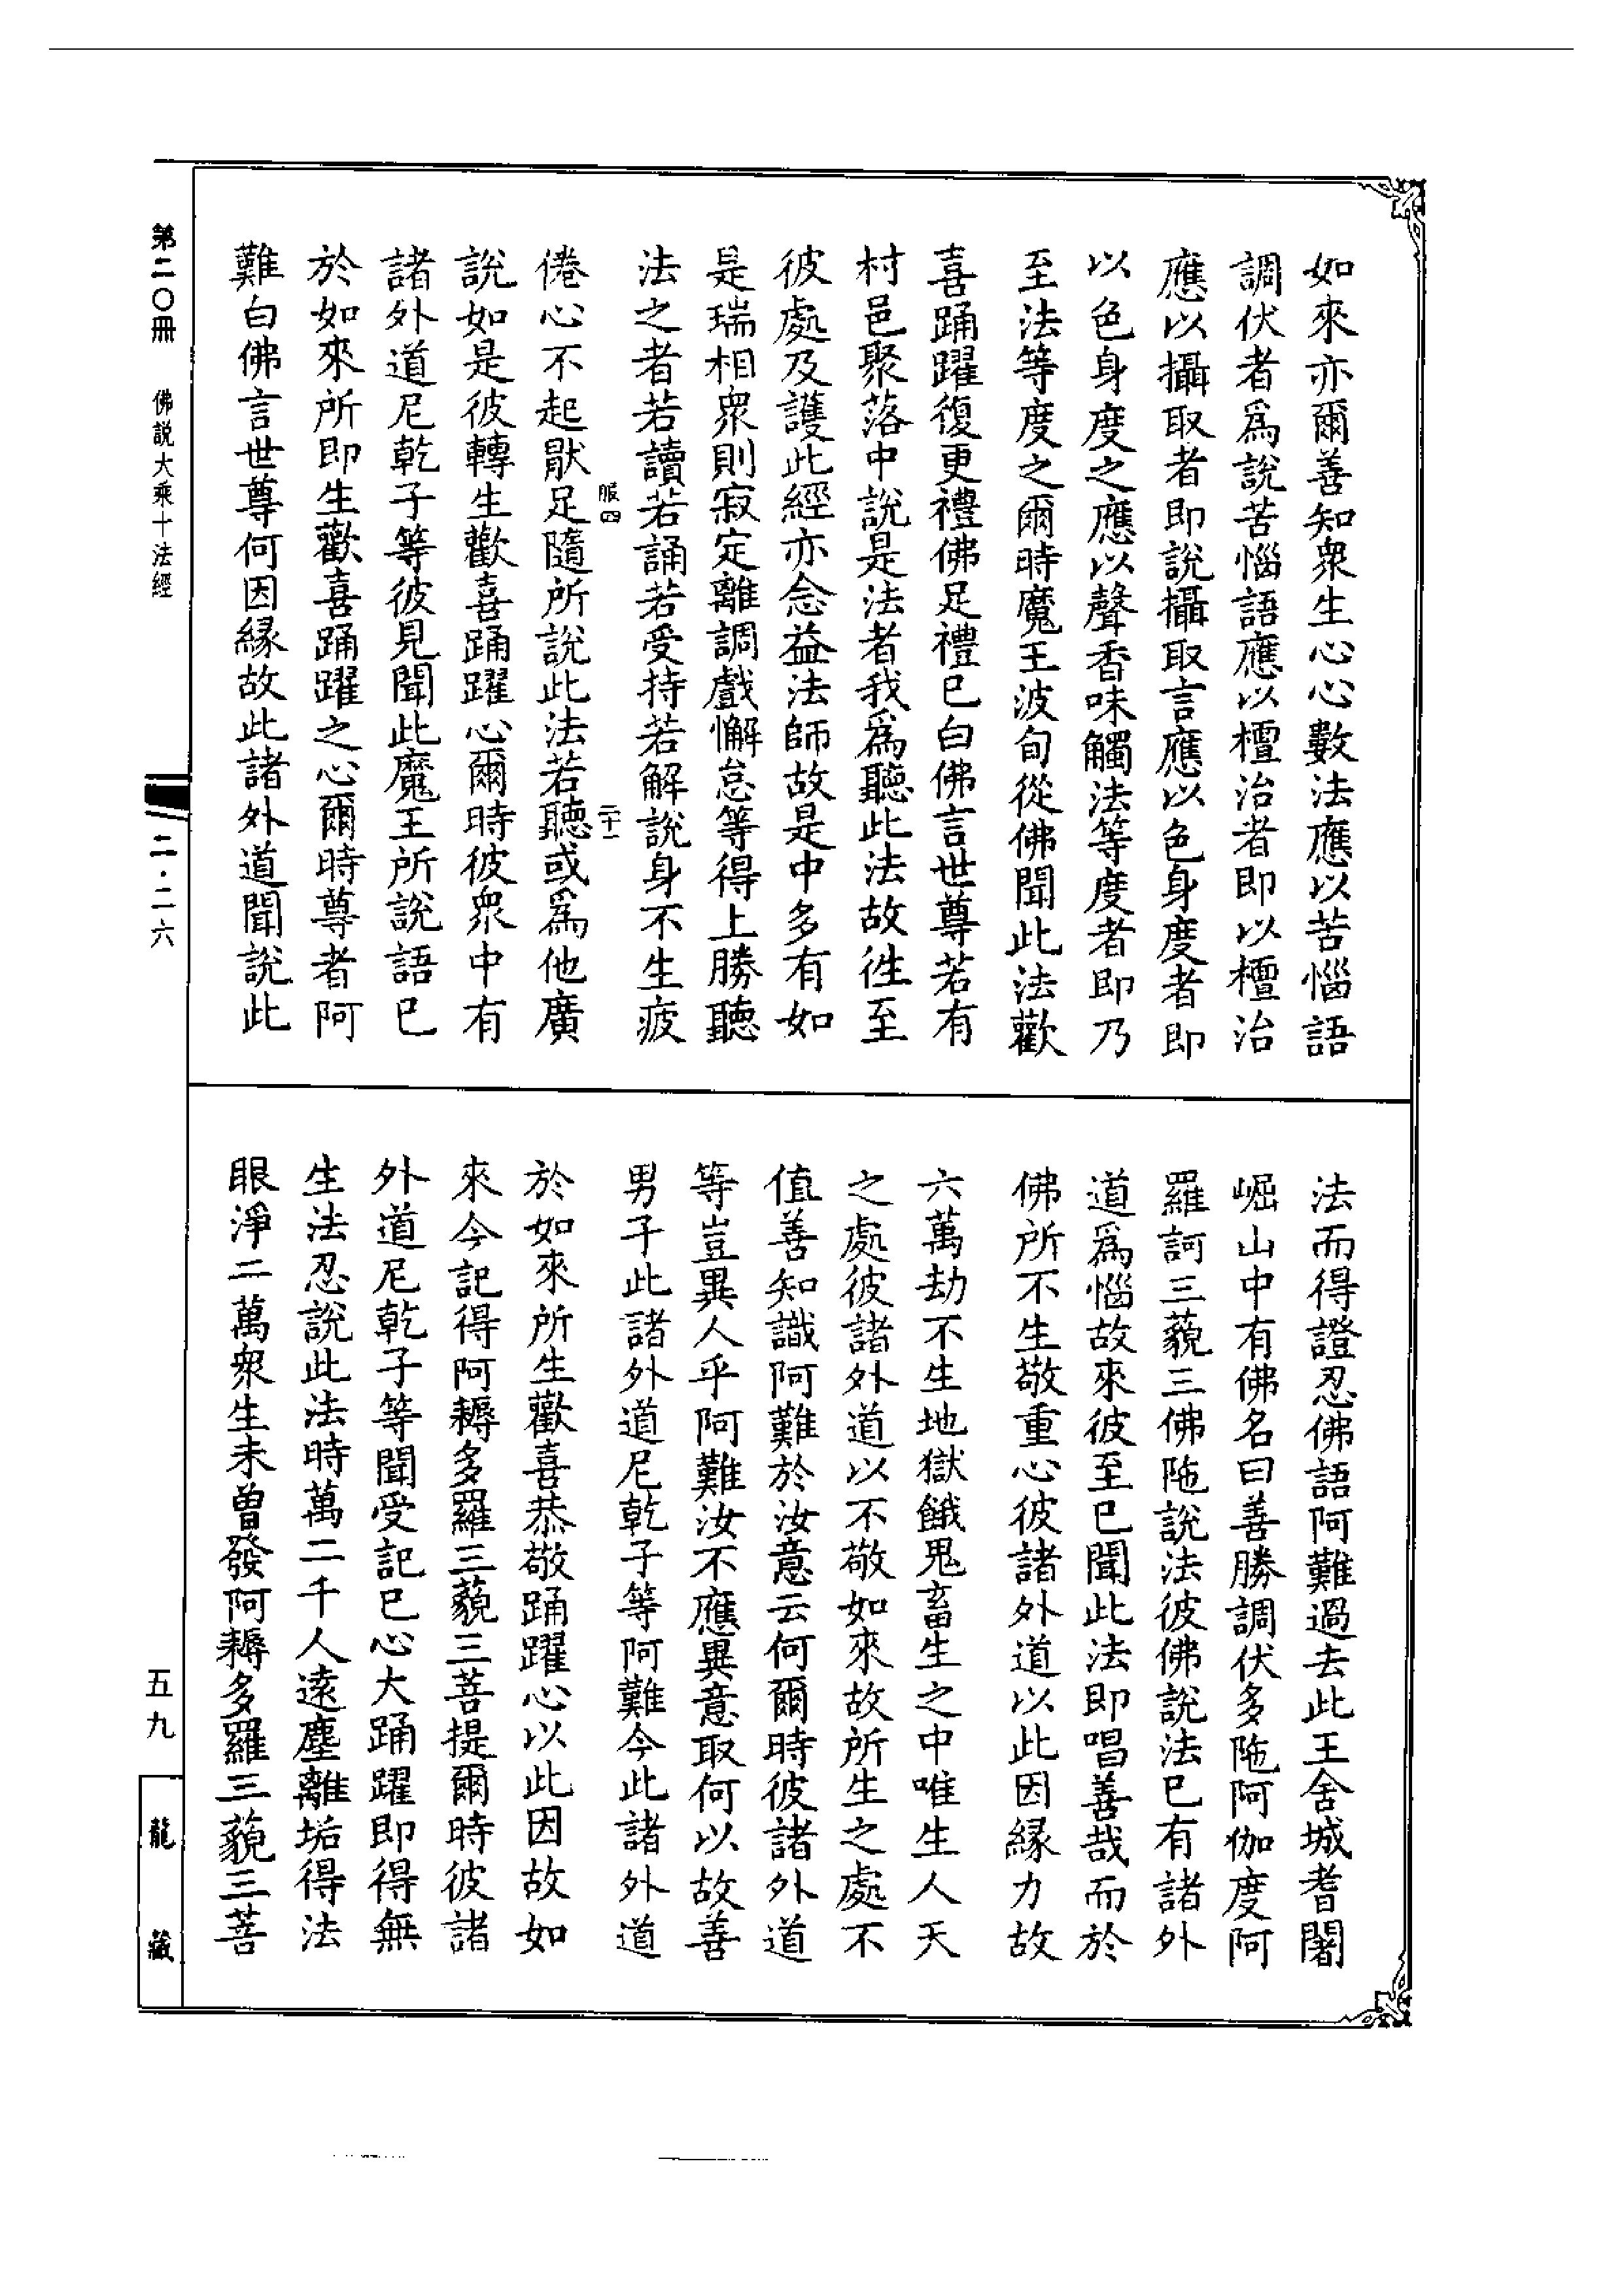 如來亦爾善知衆生心心數法應以苦惱語
調伏者爲說苦惱語應以檀治者即以檀治
應以攝取者即說攝取言應以色身度者即
以色身度之應以聲香味觸法等度者即乃
至法等度之爾時魔王波旬從佛聞此法歡
喜踊躍復更禮佛足禮已白佛言世尊若有
村邑聚落中說是法者我爲聽此法故徃至
彼處及護此經亦念益法師故是中多有如
是瑞相衆則寂定離調戲懈怠等得上勝聽
法之者若讀若誦若受持若解說身不生疲
倦心不起猒足隨所說此法若聽或爲他廣
服四
二十一
說如是彼轉生歡喜踊躍心爾時彼衆中有
諸外道尼乾子等彼見聞此魔王所說語已
於如來所即生歡喜踊躍之心爾時尊者阿
難白佛言世尊何因緣故此諸外道聞說此
法而得證忍佛語阿難過去此王舍城耆闍
崛山中有佛名曰善勝調伏多陁阿伽度阿
羅訶三藐三佛陁說法彼佛說法已有諸外
道爲惱故來彼至已聞此法即唱善哉而於
佛所不生敬重心彼諸外道以此因緣力故
六萬劫不生地獄餓鬼畜生之中唯生人天
之處彼諸外道以不敬如來故所生之處不
值善知識阿難於汝意云何爾時彼諸外道
等豈異人乎阿難汝不應異意取何以故善
男子此諸外道尼乾子等阿難今此諸外道
於如來所生歡喜恭敬踊躍心以此因故如
來今記得阿耨多羅三藐三菩提爾時彼諸
外道尼乾子等聞受記已心大踊躍即得無
生法忍說此法時萬二千人遠塵離垢得法
眼淨二萬衆生未曾發阿耨多羅三藐三菩
第二〇冊 佛説大乘十法經
二·二六
五九
龍藏